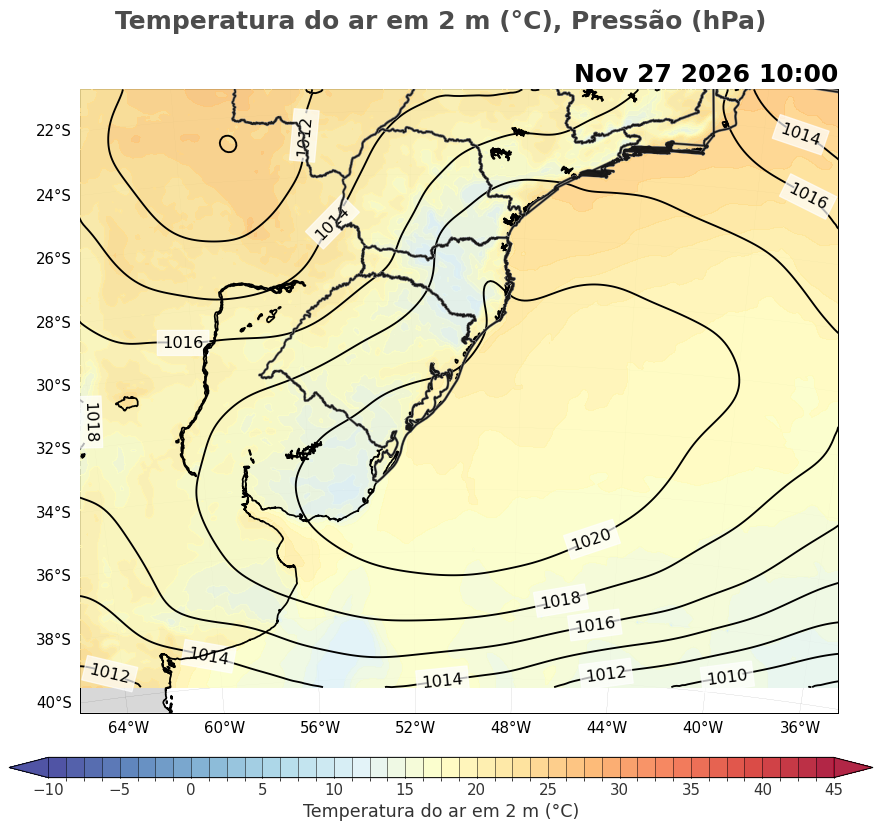 Temperatura do ar em 2 m (°C), Pressão (hPa)
Nov 27 2026 10:00
22°S
24°S
26°S
28°S
30°S
32°S
34°S
36°S
38°S
40°S
1012
1014
1014
1016
1016
1018
1020
1018
1016
1014
1012
1014
1012
1010
64°W 60°W 56°W 52°W 48°W 44°W 40°W 36°W
−10 −5 0 5 10 15 20 25 30 35 40 45
Temperatura do ar em 2 m (°C)